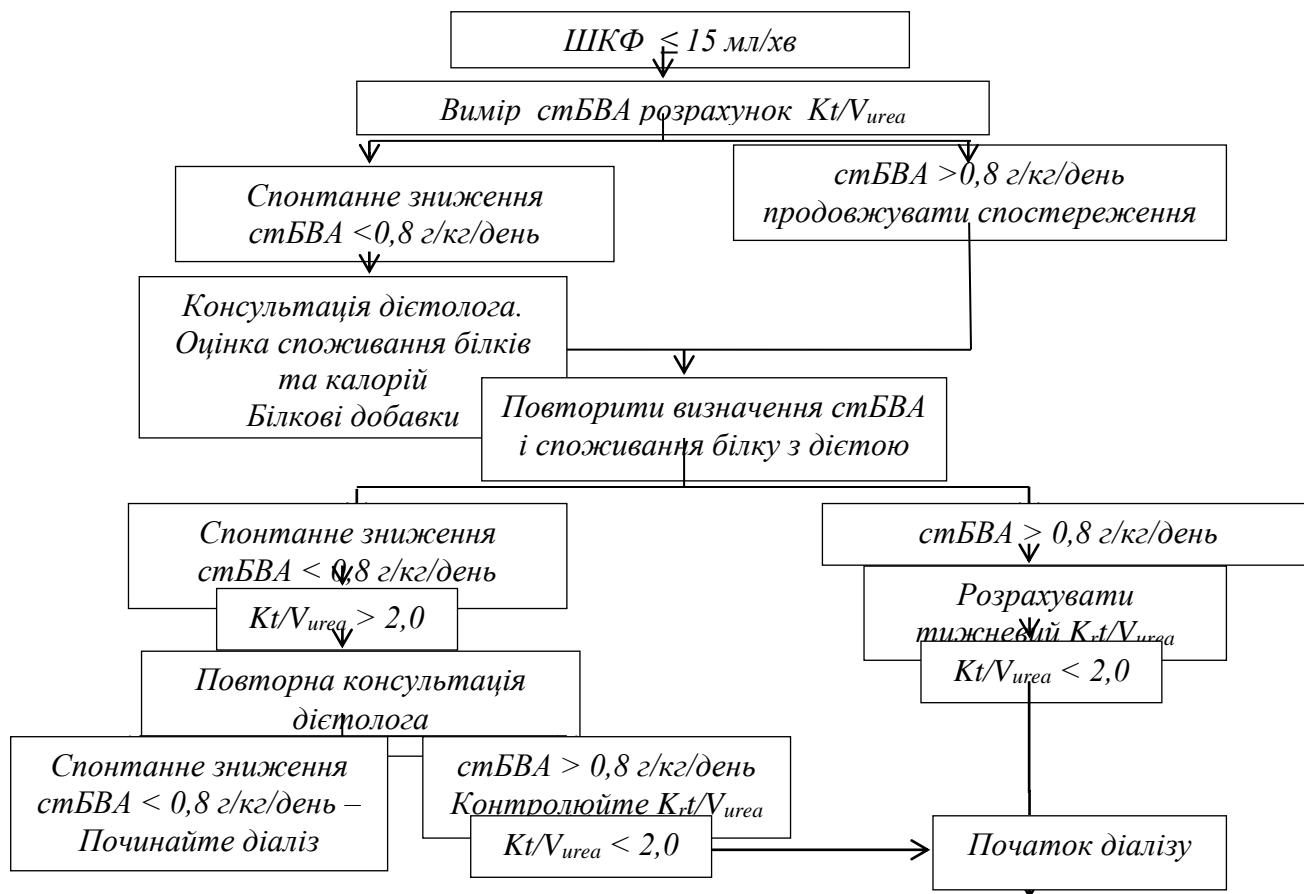 ШКФ ≤ 15 мл/хв
Вимір стБВА розрахунок Kt/Vurea
Спонтанне зниження
стБВА <0,8 г/кг/день
стБВА >0,8 г/кг/день
продовжувати спостереження
Консультація дієтолога.
Оцінка споживання білків
та калорій
Білкові добавки
Повторити визначення стБВА
і споживання білку з дієтою
Спонтанне зниження
стБВА < 0,8 г/кг/день
стБВА > 0,8 г/кг/день
Kt/Vurea > 2,0
Розрахувати
тижневий Krt/Vurea
Kt/Vurea < 2,0
Повторна консультація
дієтолога
Спонтанне зниження
стБВА < 0,8 г/кг/день –
Починайте діаліз
стБВА > 0,8 г/кг/день
Контролюйте Krt/Vurea
Kt/Vurea < 2,0
Початок діалізу